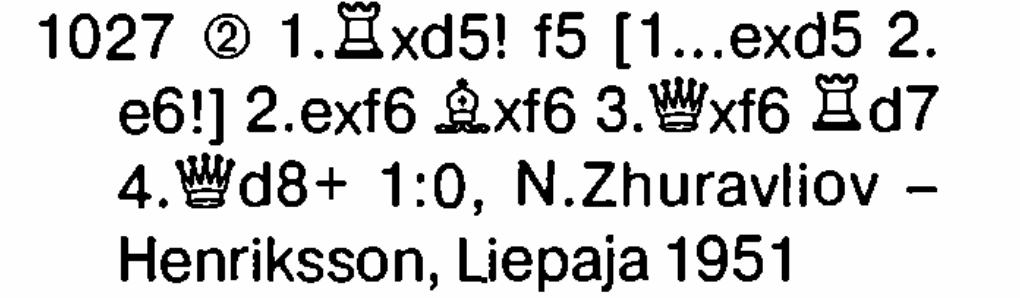 1027 ② 1.♖xd5! f5 [1...exd5 2.
e6!] 2.exf6 ♗xf6 3.♕xf6 ♖d7
4.♕d8+ 1:0, N.Zhuravliov –
Henriksson, Liepaja 1951